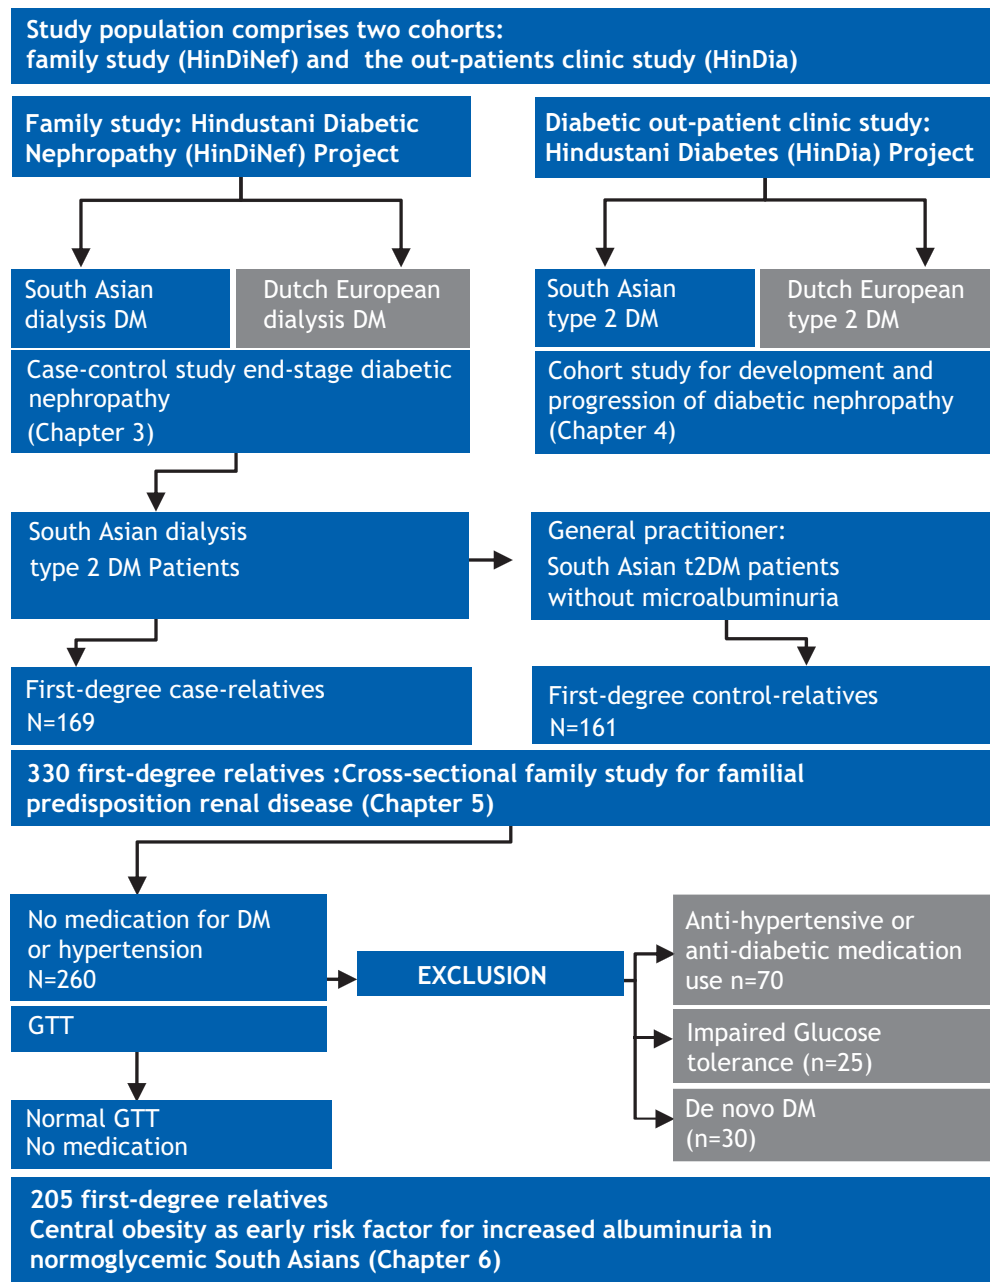 Study population comprises two cohorts:
family study (HinDiNef) and the out-patients clinic study (HinDia)
Family study: Hindustani Diabetic
Nephropathy (HinDiNef) Project
Diabetic out-patient clinic study:
Hindustani Diabetes (HinDia) Project
South Asian
dialysis DM
Dutch European
dialysis DM
South Asian
type 2 DM
Dutch European
type 2 DM
Case-control study end-stage diabetic
nephropathy
(Chapter 3)
Cohort study for development and
progression of diabetic nephropathy
(Chapter 4)
South Asian dialysis
type 2 DM Patients
General practitioner:
South Asian t2DM patients
without microalbuminuria
First-degree case-relatives
N=169
First-degree control-relatives
N=161
330 first-degree relatives :Cross-sectional family study for familial
predisposition renal disease (Chapter 5)
No medication for DM
or hypertension
N=260
GTT
EXCLUSION
Anti-hypertensive or
anti-diabetic medication
use n=70
Impaired Glucose
tolerance (n=25)
De novo DM
(n=30)
Normal GTT
No medication
205 first-degree relatives
Central obesity as early risk factor for increased albuminuria in
normoglycemic South Asians (Chapter 6)